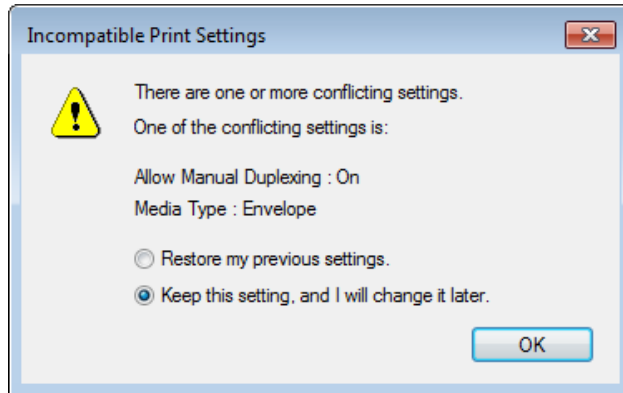 Incompatible Print Settings
There are one or more conflicting settings.
One of the conflicting settings is:
Allow Manual Duplexing : On
Media Type : Envelope
Restore my previous settings.
Keep this setting, and I will change it later.
OK